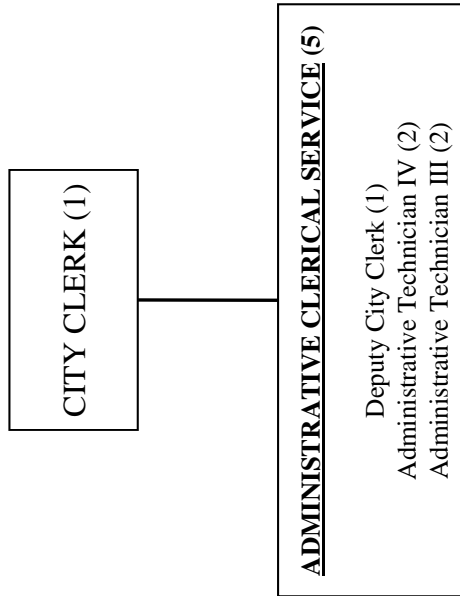 CITY CLERK (1)
ADMINISTRATIVE CLERICAL SERVICE (5)
Deputy City Clerk (1)
Administrative Technician IV (2)
Administrative Technician III (2)